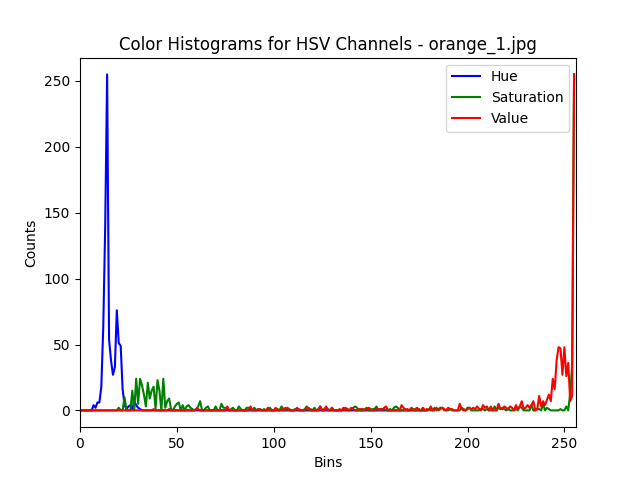 Color Histograms for HSV Channels - orange_1.jpg
Hue
Saturation
Value
Counts
250
200
150
100
50
0
0 50 100 150 200 250
Bins